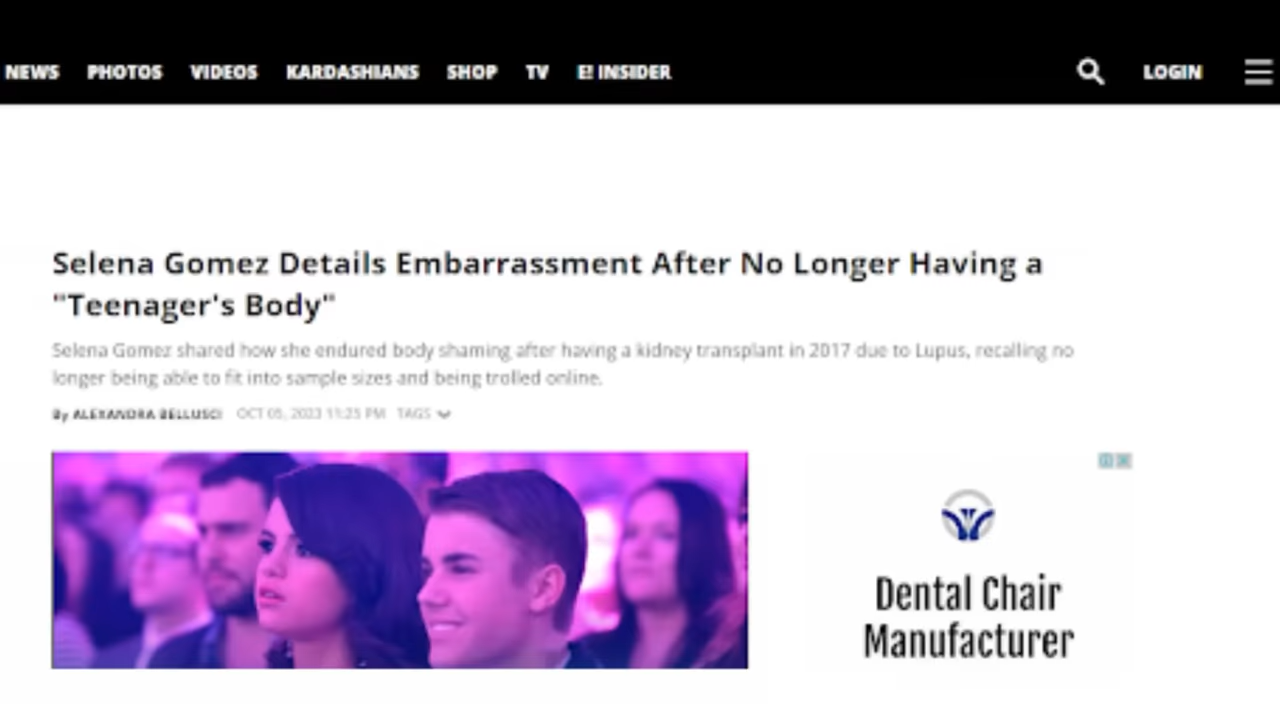 NEWS PHOTOS VIDEOS KARDASHIANS SHOP TV E! INSIDER LOGIN
Selena Gomez Details Embarrassment After No Longer Having a
"Teenager's Body"
Selena Gomez shared how she endured body shaming after having a kidney transplant in 2017 due to Lupus, recalling no
longer being able to fit into sample sizes and being trolled online.
By ALEXANDRA BELLUSCI OCT 05, 2023 11:25 PM TAGS
Dental Chair
Manufacturer